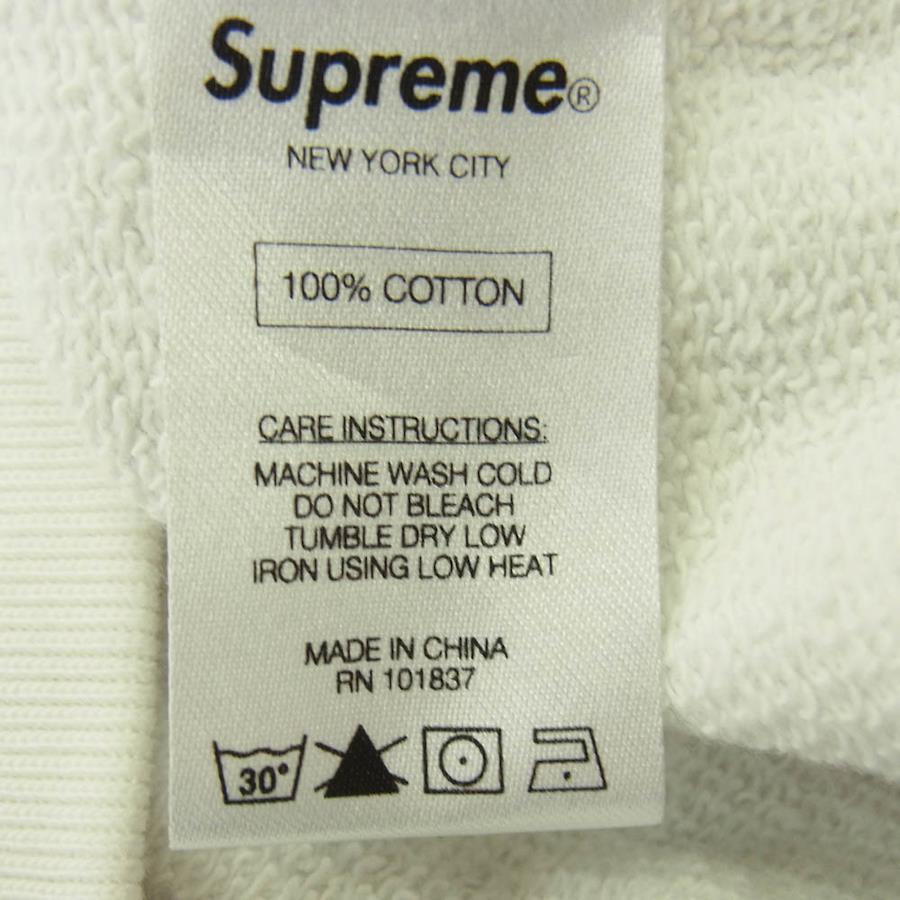 Supreme®
NEW YORK CITY
100% COTTON
CARE INSTRUCTIONS:
MACHINE WASH COLD
DO NOT BLEACH
TUMBLE DRY LOW
IRON USING LOW HEAT
MADE IN CHINA
RN 101837
30°